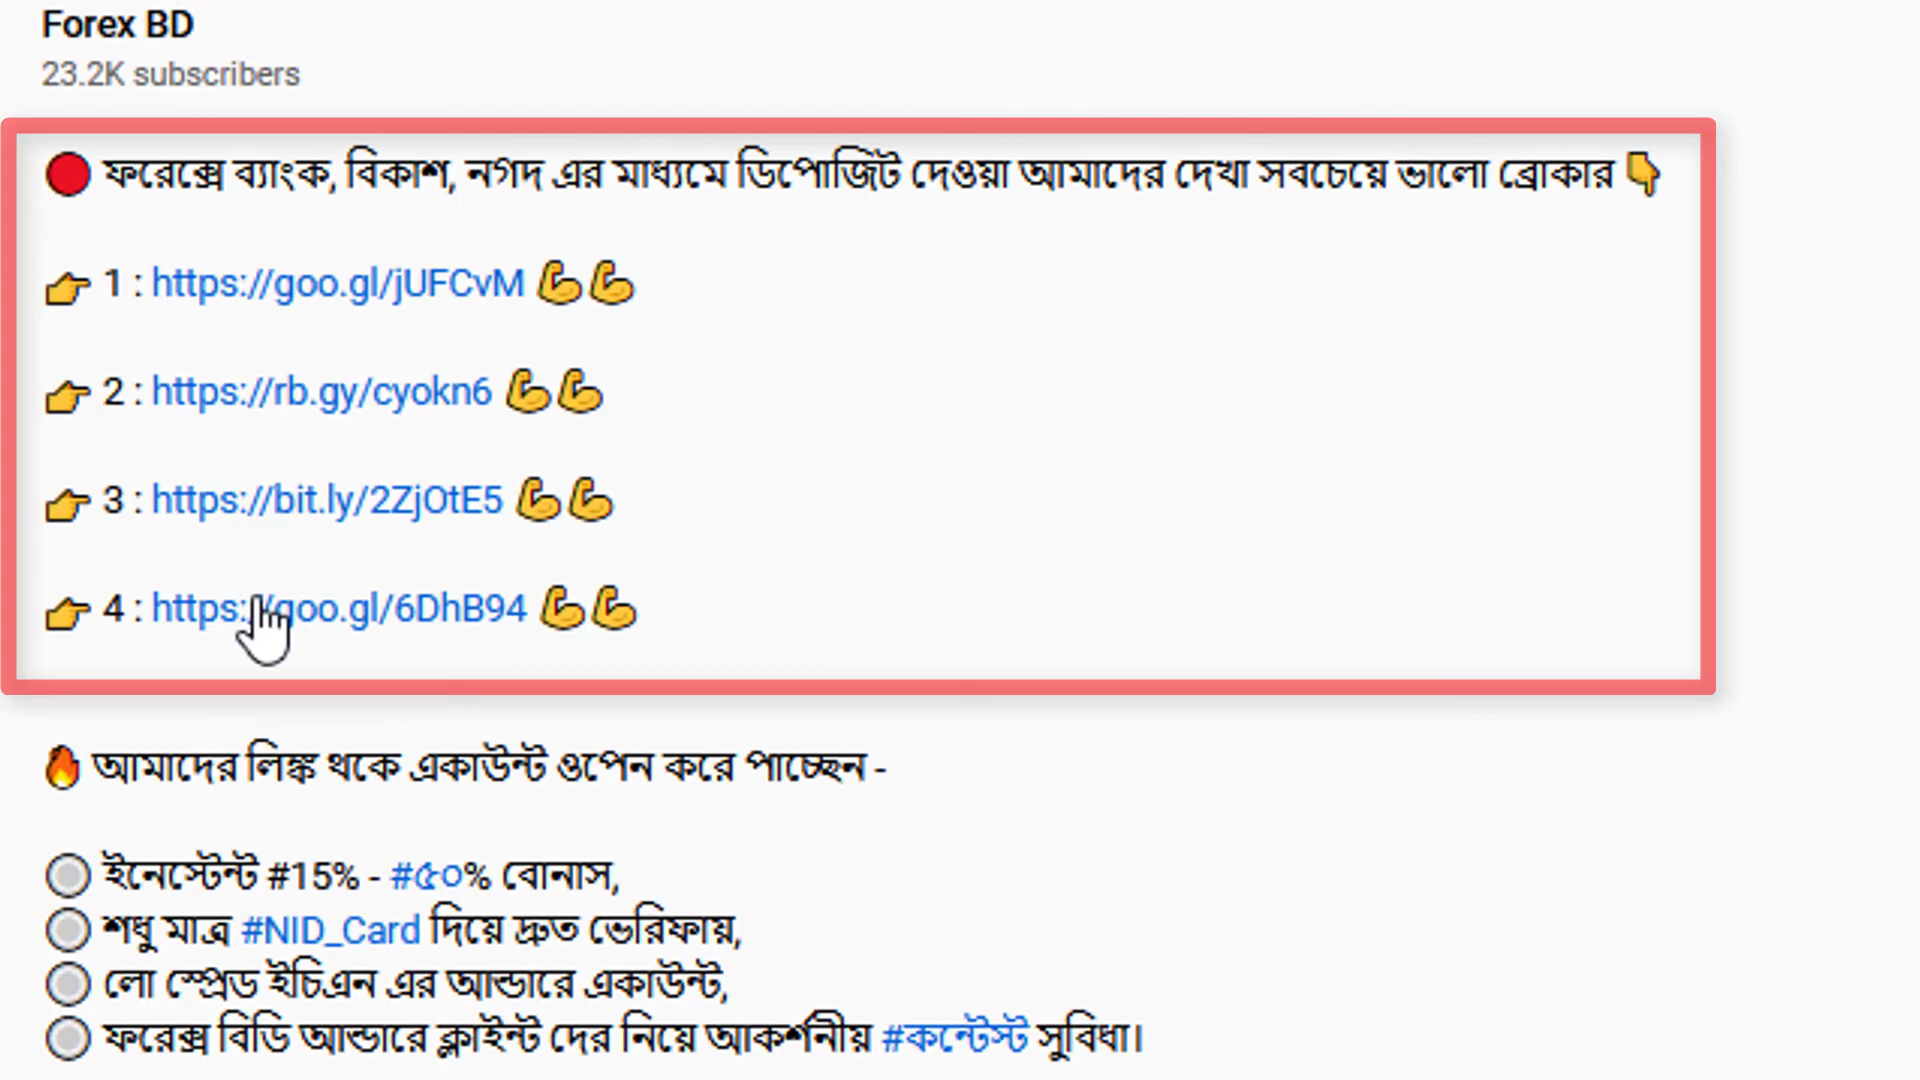 Forex BD
23.2K subscribers
🔴 ফরেক্সে ব্যাংক, বিকাশ, নগদ এর মাধ্যমে ডিপোজিট দেওয়া আমাদের দেখা সবচেয়ে ভালো ব্রোকার 👇
👉 1 : https://goo.gl/jUFCvM 💪💪
👉 2 : https://rb.gy/cyokn6 💪💪
👉 3 : https://bit.ly/2ZjOtE5 💪💪
👉 4 : https://goo.gl/6DhB94 💪💪
🔥 আমাদের লিঙ্ক থকে একাউন্ট ওপেন করে পাচ্ছেন -
🔘 ইনেস্টেন্ট #15% - #৫০% বোনাস,
🔘 শধু মাত্র #NID_Card দিয়ে দ্রুত ভেরিফায়,
🔘 লো স্প্রেড ইচিএন এর আন্ডারে একাউন্ট,
🔘 ফরেক্স বিডি আন্ডারে ক্লাইন্ট দের নিয়ে আকর্শনীয় #কন্টেস্ট সুবিধা।